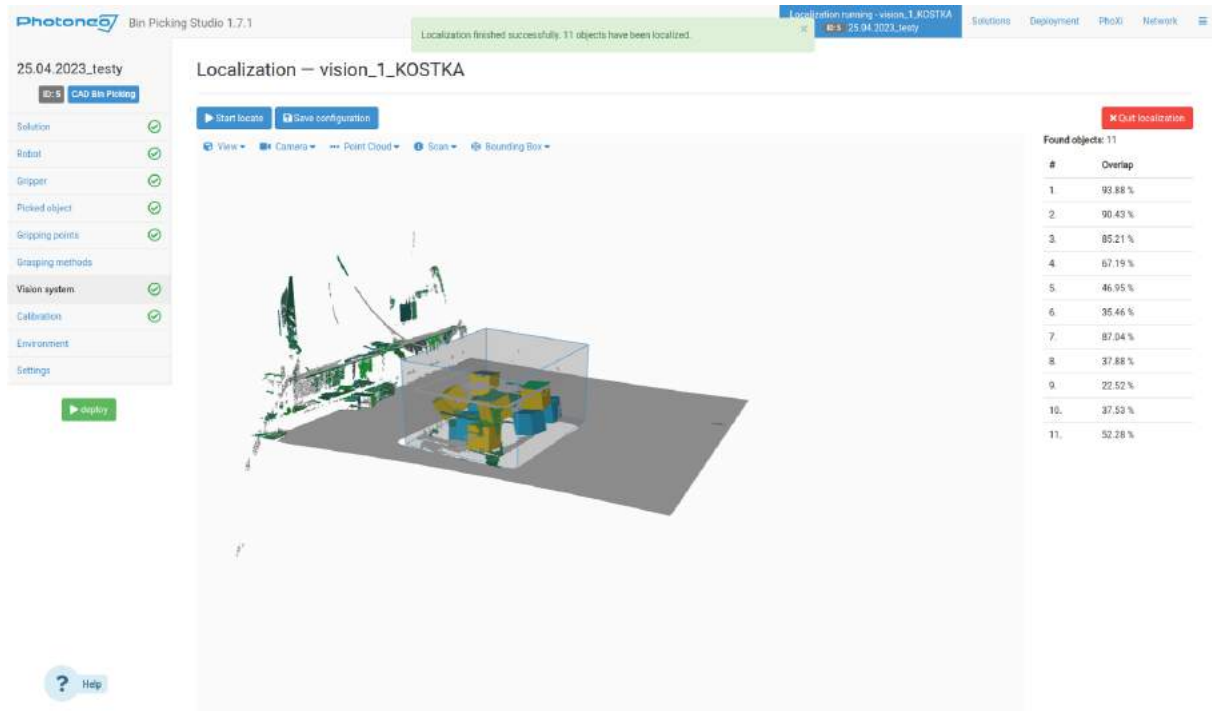 Photoneo Bin Picking Studio 1.7.1
Localization finished successfully. 11 objects have been localized. ×
Localization running - vision_1_KOSTKA
ID: 5 25.04.2023_testy
Solutions Deployment PhoXi Network
25.04.2023_testy
ID: 5 CAD Bin Picking
Solution
Robot
Gripper
Picked object
Gripping points
Grasping methods
Vision system
Calibration
Environment
Settings
deploy
? Help
Localization — vision_1_KOSTKA
Start locate Save configuration Quit localization
View Camera Point Cloud Scan Bounding Box
Found objects: 11
# Overlap
1. 93.88 %
2. 90.43 %
3. 85.21 %
4. 67.19 %
5. 46.95 %
6. 35.46 %
7. 87.04 %
8. 37.88 %
9. 22.52 %
10. 37.53 %
11. 52.28 %